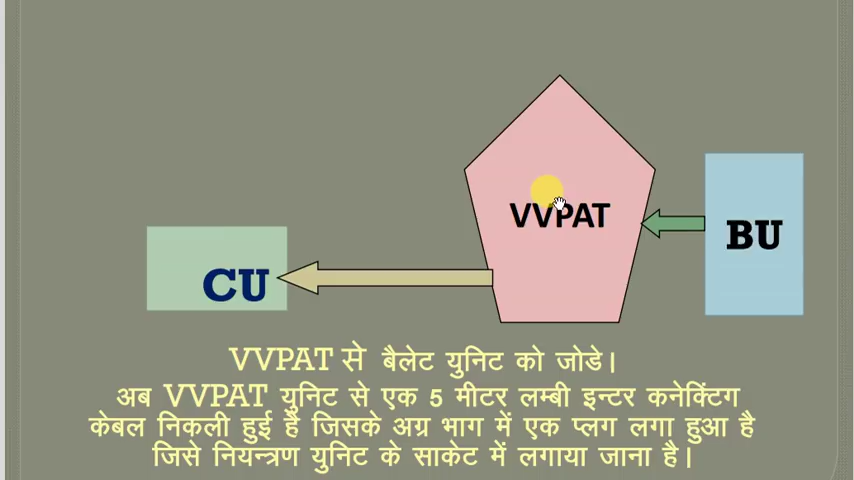 VVPAT
BU
CU
VVPAT से बैलेट युनिट को जोडे।
अब VVPAT युनिट से एक 5 मीटर लम्बी इन्टर कनेक्टिंग
केबल निकली हुई है जिसके अग्र भाग में एक प्लग लगा हुआ है
जिसे नियन्त्रण युनिट के साकेट में लगाया जाना है।